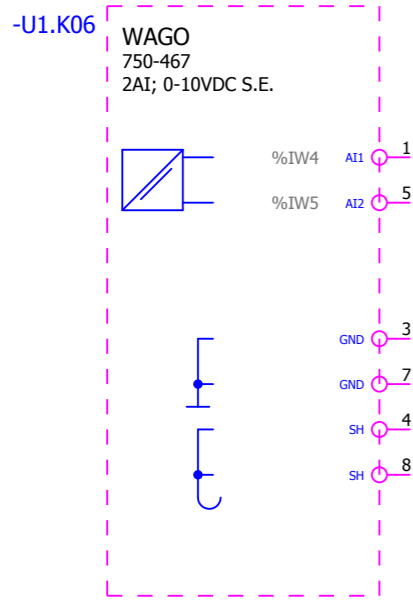 -U1.K06
WAGO
750-467
2AI; 0-10VDC S.E.
%IW4 AI1 1
%IW5 AI2 5
GND 3
GND 7
SH 4
SH 8